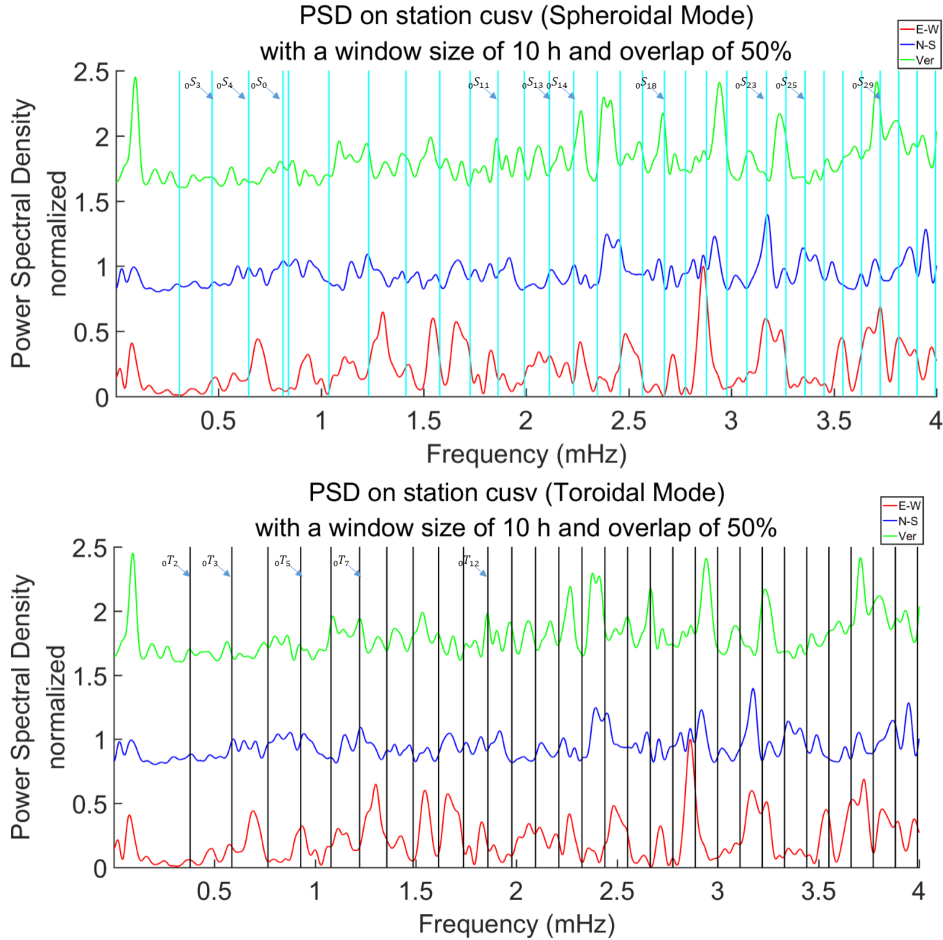 PSD on station cusv (Spheroidal Mode)
with a window size of 10 h and overlap of 50%
E-W
N-S
Ver
₀S₃ ₀S₄ ₀S₀ ₀S₁₁ ₀S₁₃ ₀S₁₄ ₀S₁₈ ₀S₂₃ ₀S₂₅ ₀S₂₉
Power Spectral Density
normalized
2.5
2
1.5
1
0.5
0
0.5 1 1.5 2 2.5 3 3.5 4
Frequency (mHz)
PSD on station cusv (Toroidal Mode)
with a window size of 10 h and overlap of 50%
E-W
N-S
Ver
₀T₂ ₀T₃ ₀T₅ ₀T₇ ₀T₁₂
Power Spectral Density
normalized
2.5
2
1.5
1
0.5
0
0.5 1 1.5 2 2.5 3 3.5 4
Frequency (mHz)